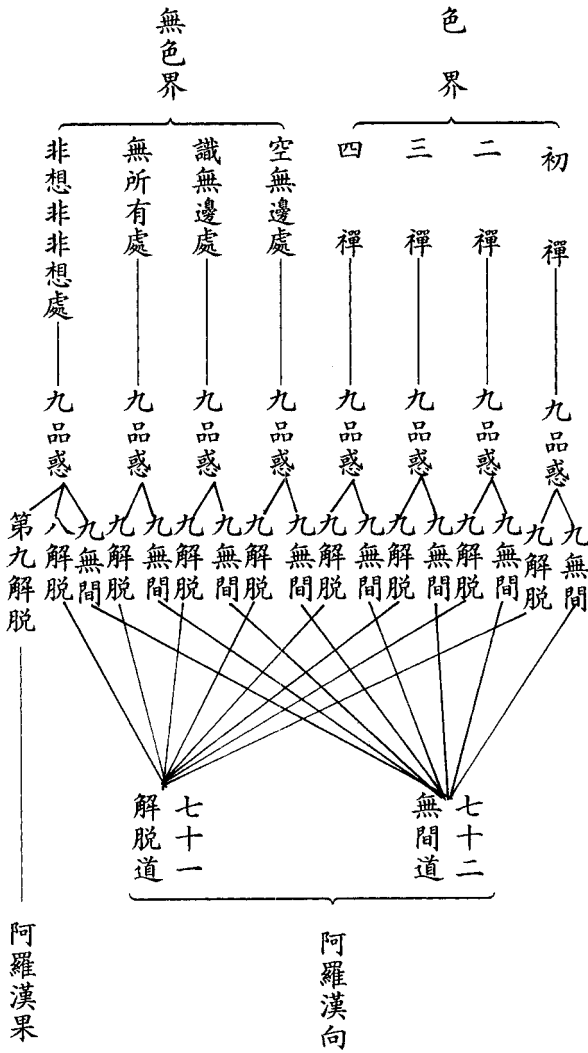 色界
無色界
初禪
二禪
三禪
四禪
空無邊處
識無邊處
無所有處
非想非非想處
九品惑
九品惑
九品惑
九品惑
九品惑
九品惑
九品惑
九品惑
九無間
九解脱
九無間
九解脱
九無間
九解脱
九無間
九解脱
九無間
九解脱
九無間
九解脱
九無間
九解脱
九無間
八解脱
第九解脱
七十二
無間道
七十一
解脱道
阿羅漢向
阿羅漢果